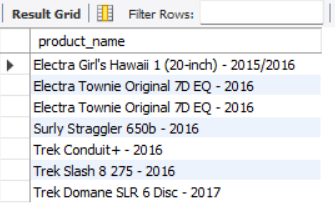 Result Grid Filter Rows:
product_name
Electra Girl's Hawaii 1 (20-inch) - 2015/2016
Electra Townie Original 7D EQ - 2016
Electra Townie Original 7D EQ - 2016
Surly Straggler 650b - 2016
Trek Conduit+ - 2016
Trek Slash 8 275 - 2016
Trek Domane SLR 6 Disc - 2017